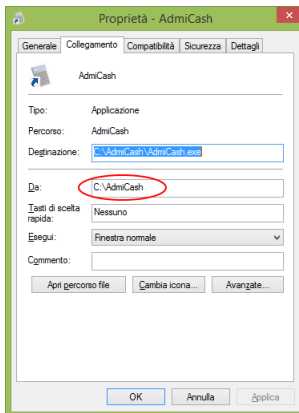 Proprietà - AdmiCash
Generale Collegamento Compatibilità Sicurezza Dettagli
AdmiCash
Tipo: Applicazione
Percorso: AdmiCash
Destinazione: C:\AdmiCash\AdmiCash.exe
Da: C:\AdmiCash
Tasti di scelta rapida: Nessuno
Esegui: Finestra normale
Commento:
Apri percorso file Cambia icona... Avanzate...
OK Annulla Applica